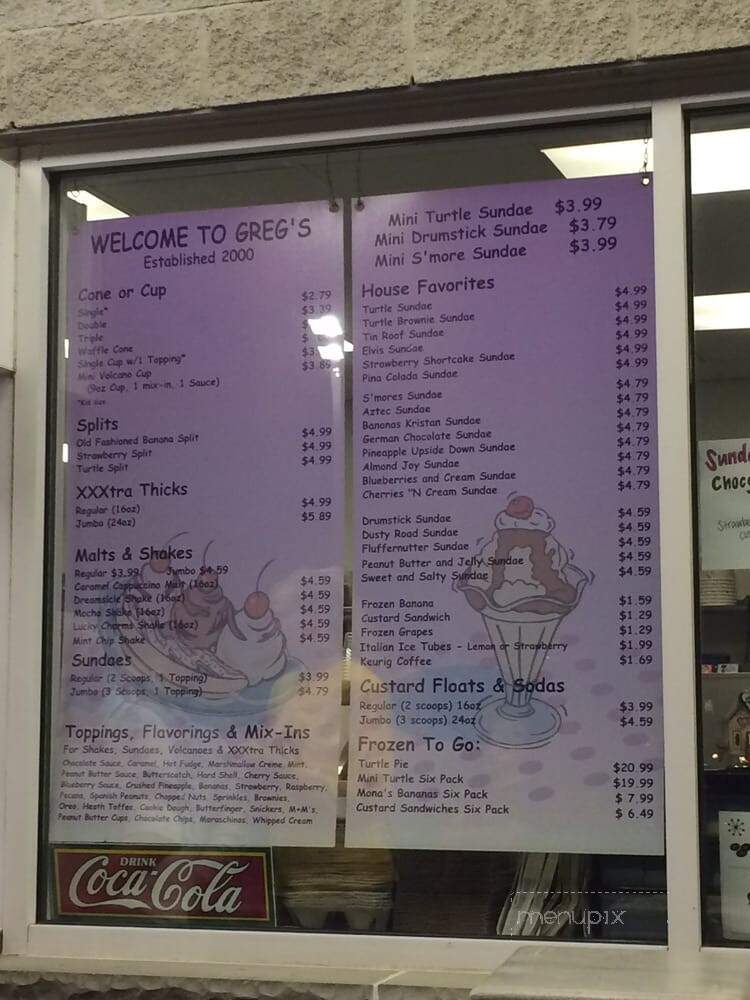 WELCOME TO GREG'S
Established 2000
Cone or Cup
Single* $2.79
Double $3.39
Triple $
Waffle Cone $
Single Cup w/1 Topping* $3.
Mini Volcano Cup $3.89
(9oz Cup, 1 mix-in, 1 Sauce)
*Kid size
Splits
Old Fashioned Banana Split $4.99
Strawberry Split $4.99
Turtle Split $4.99
XXXtra Thicks
Regular (16oz) $4.99
Jumbo (24oz) $5.89
Malts & Shakes
Regular $3.99 Jumbo $4.59
Caramel Cappuccino Malt (16oz) $4.59
Dreamsicle Shake (16oz) $4.59
Mocha Shake (16oz) $4.59
Lucky Charms Shake (16oz) $4.59
Mint Chip Shake $4.59
Sundaes
Regular (2 Scoops, 1 Topping) $3.99
Jumbo (3 Scoops, 1 Topping) $4.79
Toppings, Flavorings & Mix-Ins
For Shakes, Sundaes, Volcanoes & XXXtra Thicks
Chocolate Sauce, Caramel, Hot Fudge, Marshmallow Creme, Mint,
Peanut Butter Sauce, Butterscotch, Hard Shell, Cherry Sauce,
Blueberry Sauce, Crushed Pineapple, Bananas, Strawberry, Raspberry,
Pecans, Spanish Peanuts, Chopped Nuts, Sprinkles, Brownies,
Oreo, Heath Toffee, Cookie Dough, Butterfinger, Snickers, M+M's,
Peanut Butter Cups, Chocolate Chips, Maraschinos, Whipped Cream
DRINK
Coca-Cola
Mini Turtle Sundae $3.99
Mini Drumstick Sundae $3.79
Mini S'more Sundae $3.99
House Favorites
Turtle Sundae $4.99
Turtle Brownie Sundae $4.99
Tin Roof Sundae $4.99
Elvis Sundae $4.99
Strawberry Shortcake Sundae $4.99
Pina Colada Sundae $4.99
S'mores Sundae $4.79
Aztec Sundae $4.79
Bananas Kristan Sundae $4.79
German Chocolate Sundae $4.79
Pineapple Upside Down Sundae $4.79
Almond Joy Sundae $4.79
Blueberries and Cream Sundae $4.79
Cherries "N Cream Sundae $4.79
Drumstick Sundae $4.59
Dusty Road Sundae $4.59
Fluffernutter Sundae $4.59
Peanut Butter and Jelly Sundae $4.59
Sweet and Salty Sundae $4.59
Frozen Banana $1.59
Custard Sandwich $1.29
Frozen Grapes $1.29
Italian Ice Tubes - Lemon or Strawberry $1.99
Keurig Coffee $1.69
Custard Floats & Sodas
Regular (2 scoops) 16oz $3.99
Jumbo (3 scoops) 24oz $4.59
Frozen To Go:
Turtle Pie $20.99
Mini Turtle Six Pack $19.99
Mona's Bananas Six Pack $ 7.99
Custard Sandwiches Six Pack $ 6.49
menupix